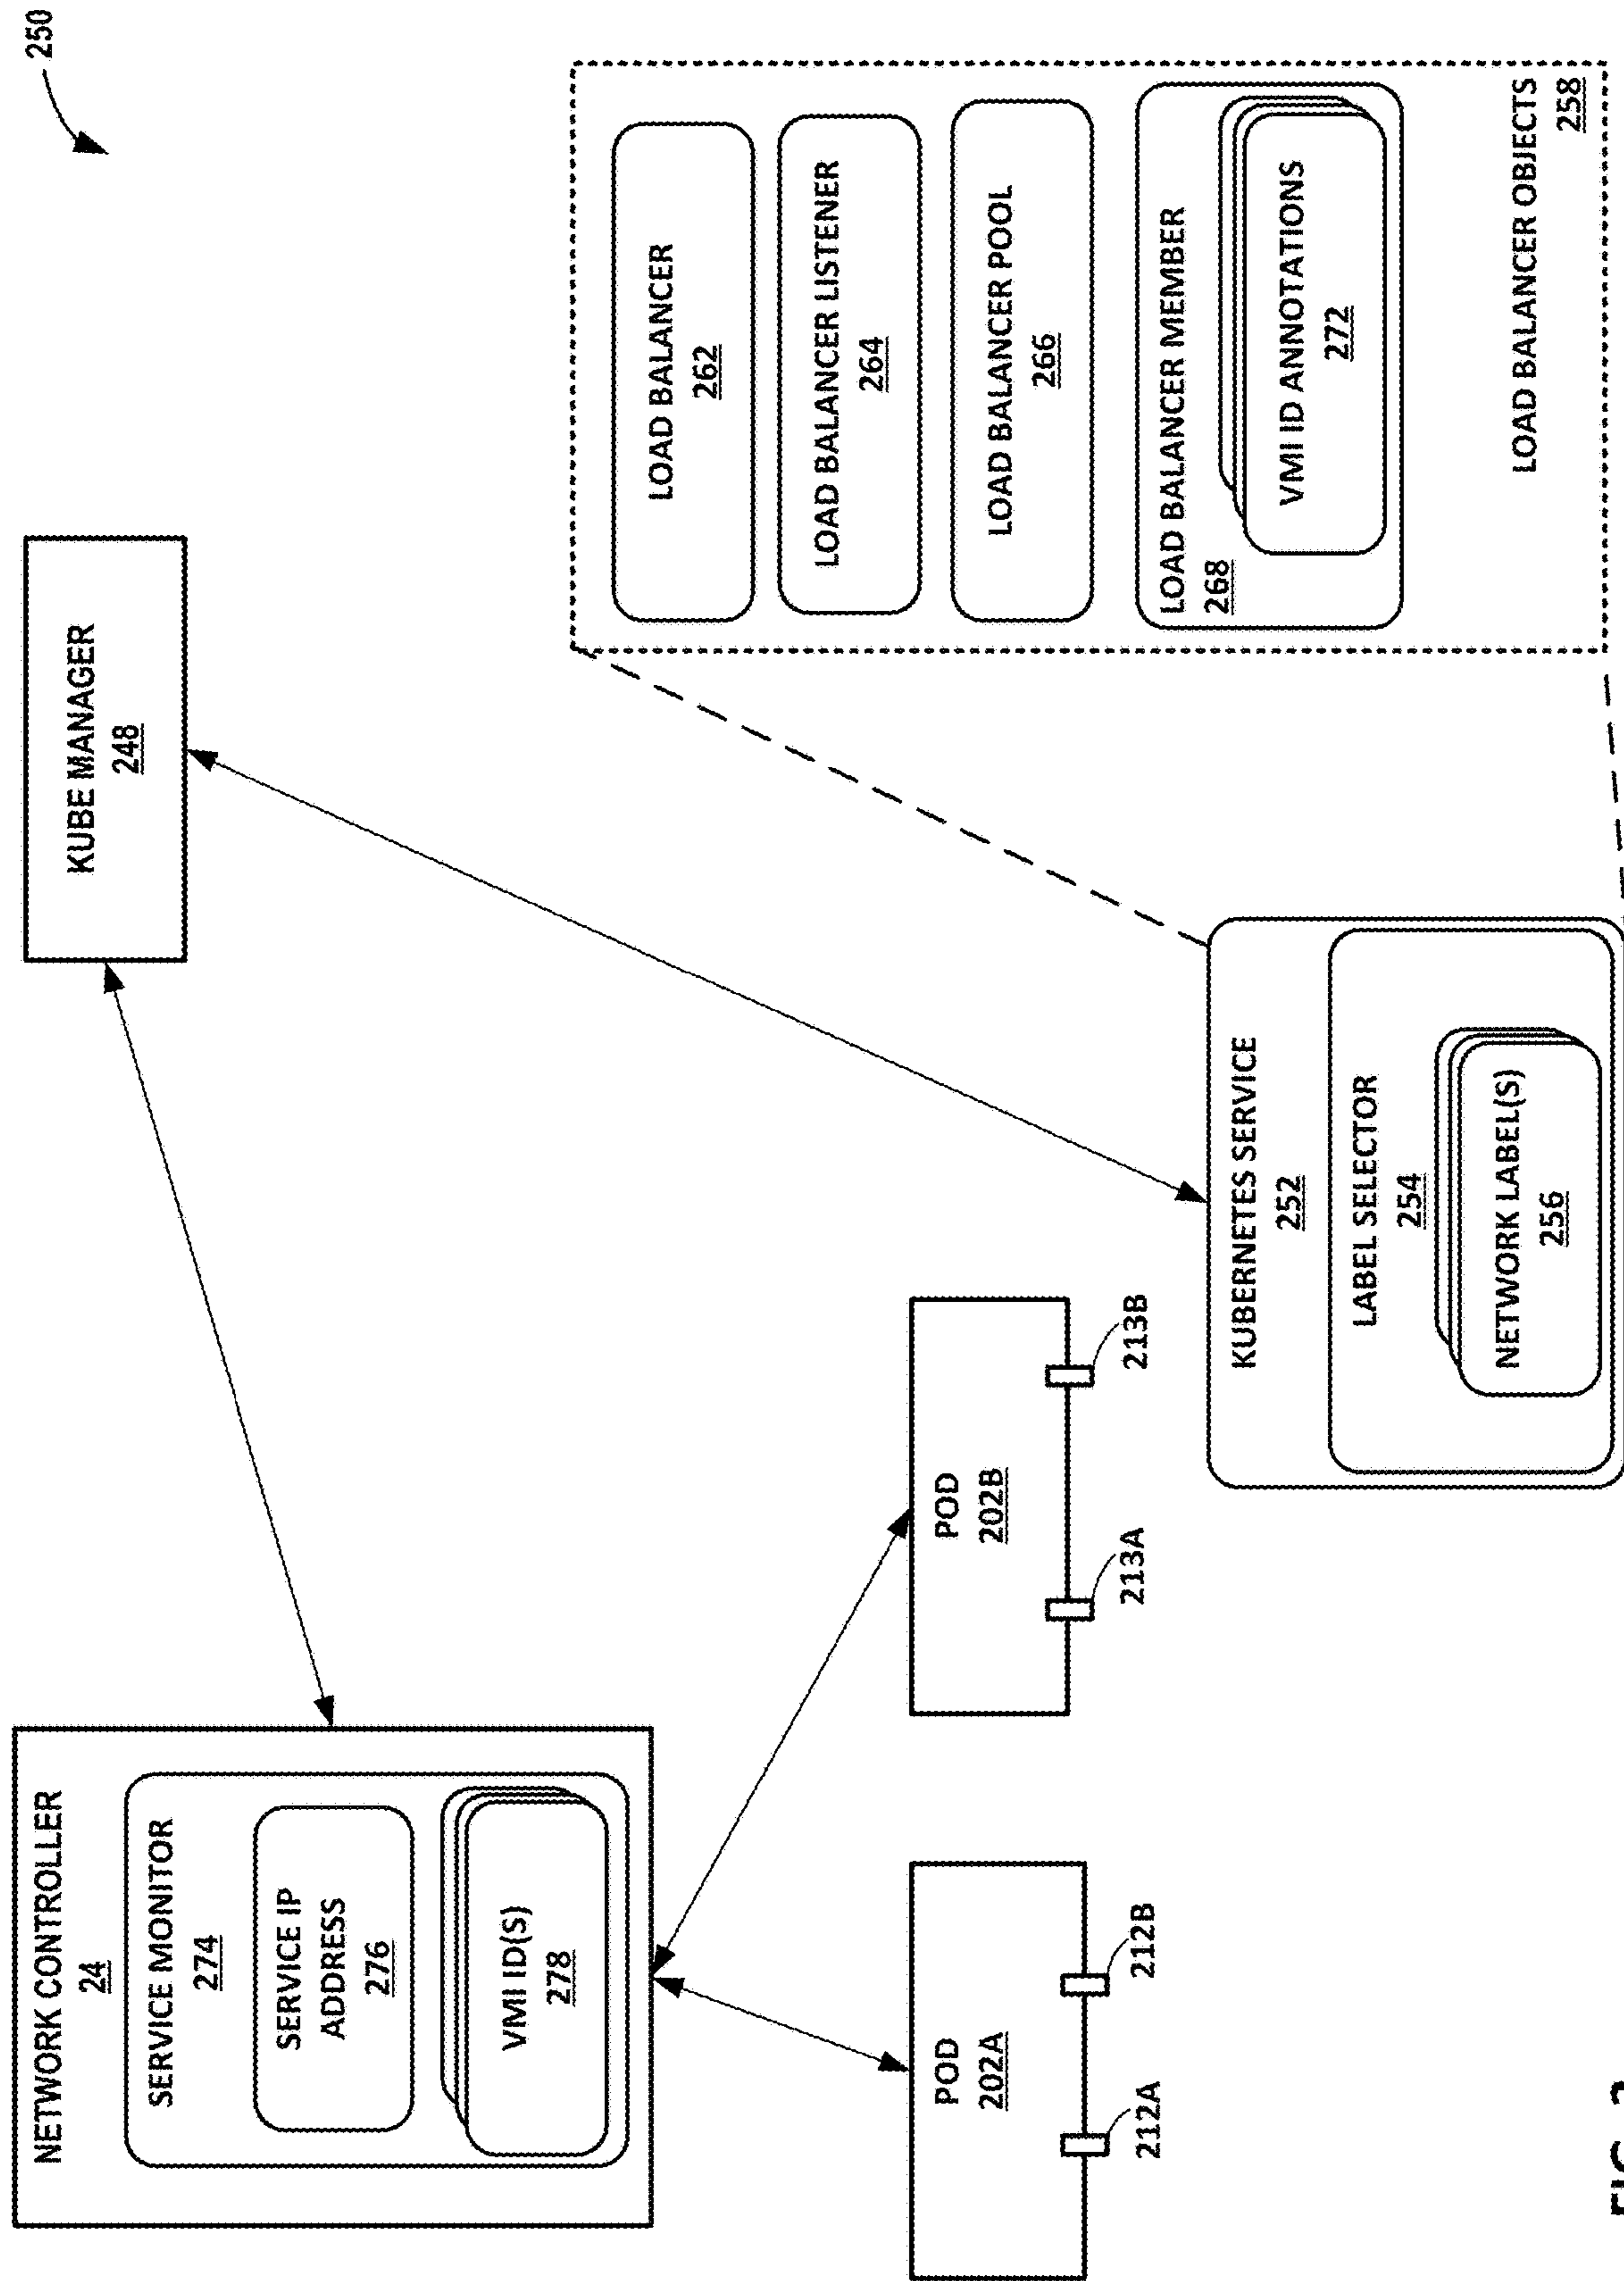 250
NETWORK CONTROLLER
24
SERVICE MONITOR
274
SERVICE IP
ADDRESS
276
VMI ID(S)
278
KUBE MANAGER
248
POD
202A
212A
212B
POD
202B
213A
213B
KUBERNETES SERVICE
252
LABEL SELECTOR
254
NETWORK LABEL(S)
256
LOAD BALANCER
262
LOAD BALANCER LISTENER
264
LOAD BALANCER POOL
266
LOAD BALANCER MEMBER
268
VMI ID ANNOTATIONS
272
LOAD BALANCER OBJECTS
258